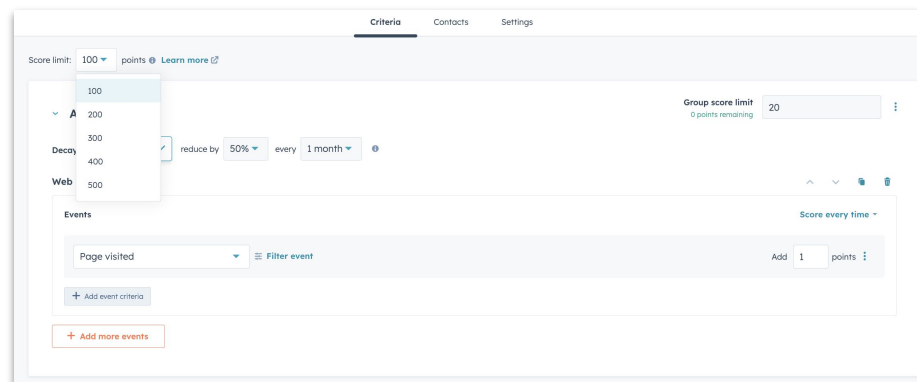 Criteria Contacts Settings
Score limit: 100 points Learn more
100
200
300
400
500
A
Group score limit 20
0 points remaining
Decay reduce by 50% every 1 month
Web
Events Score every time
Page visited Filter event Add 1 points
+ Add event criteria
+ Add more events